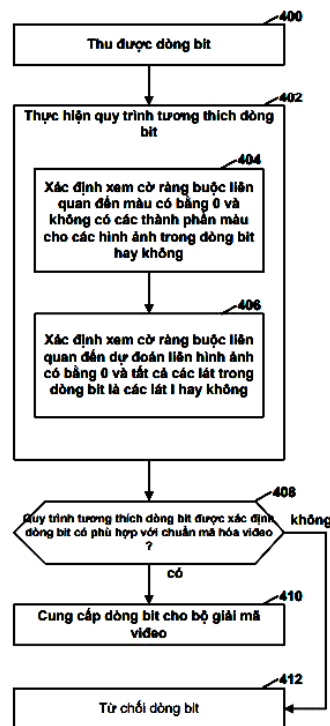 400
Thu được dòng bit
402
Thực hiện quy trình tương thích dòng
bit
404
Xác định xem cờ ràng buộc liên
quan đến màu có bằng 0 và
không có các thành phần màu
cho các hình ảnh trong dòng bit
hay không
406
Xác định xem cờ ràng buộc liên
quan đến dự đoán liên hình ảnh
có bằng 0 và tất cả các lát trong
dòng bit là các lát I hay không
408
Quy trình tương thích dòng bit được xác định
dòng bit có phù hợp với chuẩn mã hóa video
?
không
có
410
Cung cấp dòng bit cho bộ giải mã
video
412
Từ chối dòng bit